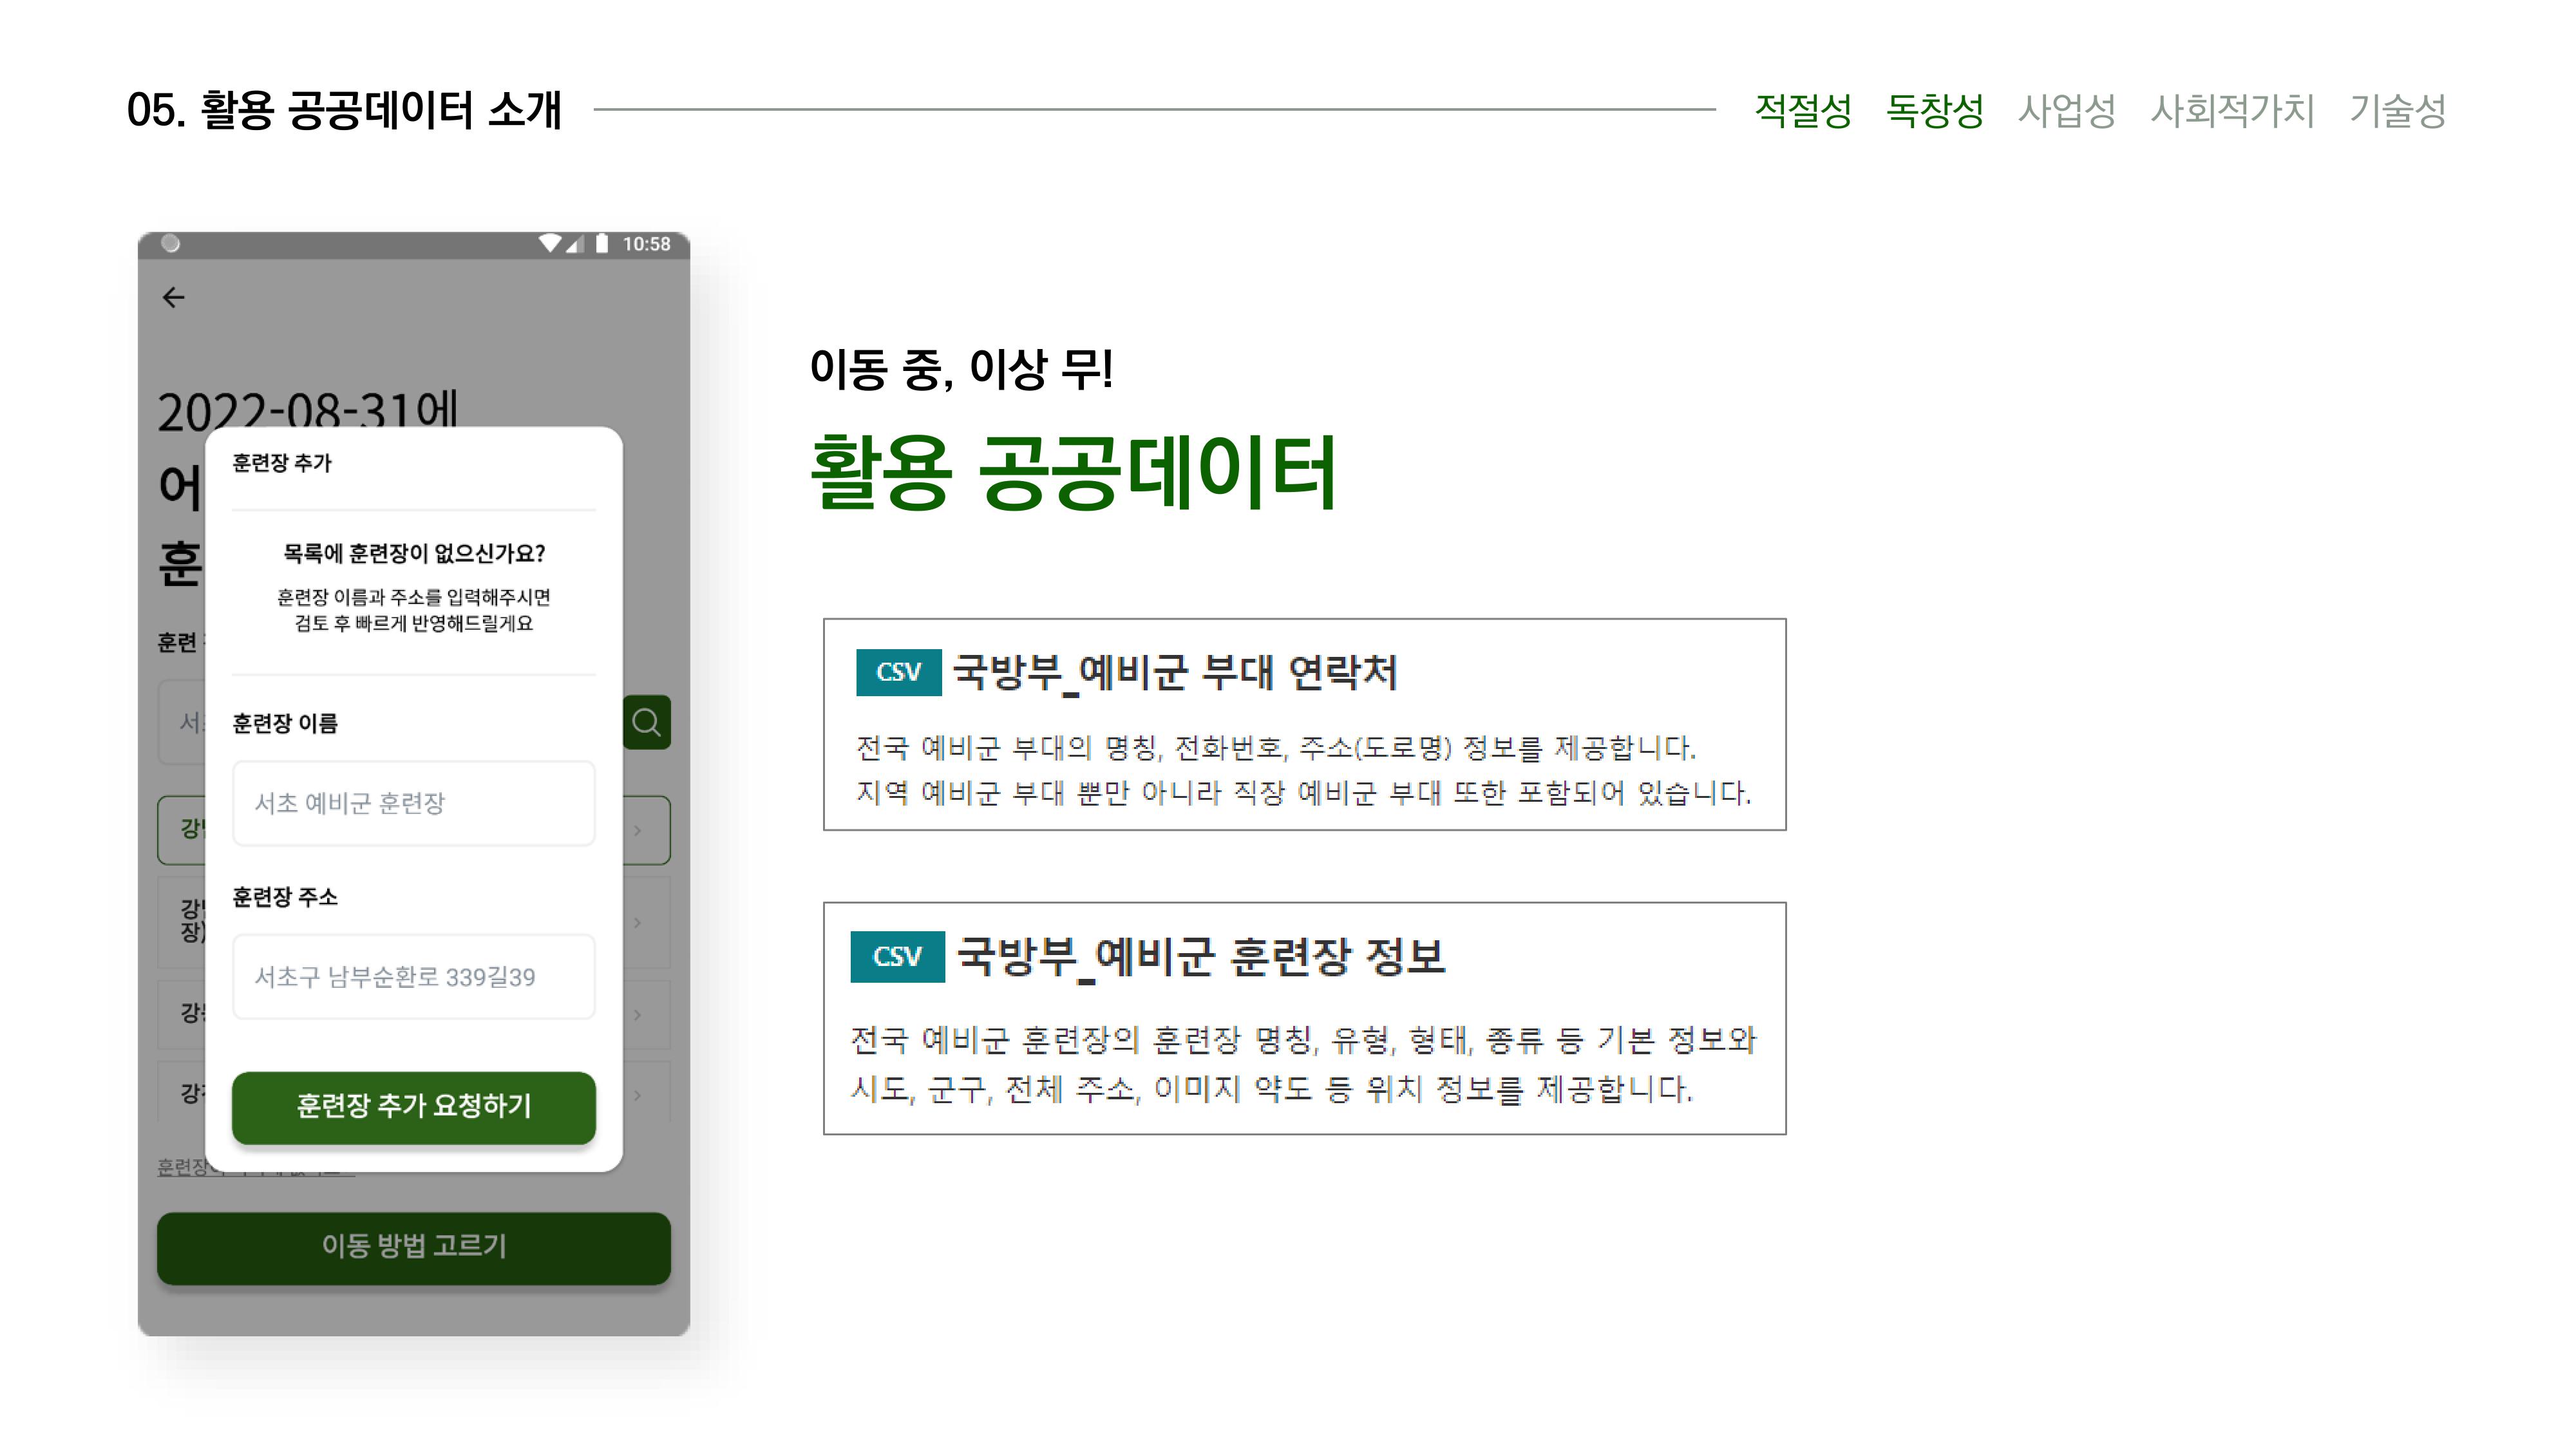 05. 활용 공공데이터 소개
적절성 독창성 사업성 사회적가치 기술성
10:58
2022-08-31에
어
훈
훈련장 추가
목록에 훈련장이 없으신가요?
훈련장 이름과 주소를 입력해주시면
검토 후 빠르게 반영해드릴게요
훈련
훈련장 이름
서초 예비군 훈련장
훈련장 주소
장)
서초구 남부순환로 339길39
훈련장 추가 요청하기
훈련장
이동 방법 고르기
이동 중, 이상 무!
활용 공공데이터
CSV 국방부_예비군 부대 연락처
전국 예비군 부대의 명칭, 전화번호, 주소(도로명) 정보를 제공합니다.
지역 예비군 부대 뿐만 아니라 직장 예비군 부대 또한 포함되어 있습니다.
CSV 국방부_예비군 훈련장 정보
전국 예비군 훈련장의 훈련장 명칭, 유형, 형태, 종류 등 기본 정보와
시도, 군구, 전체 주소, 이미지 약도 등 위치 정보를 제공합니다.